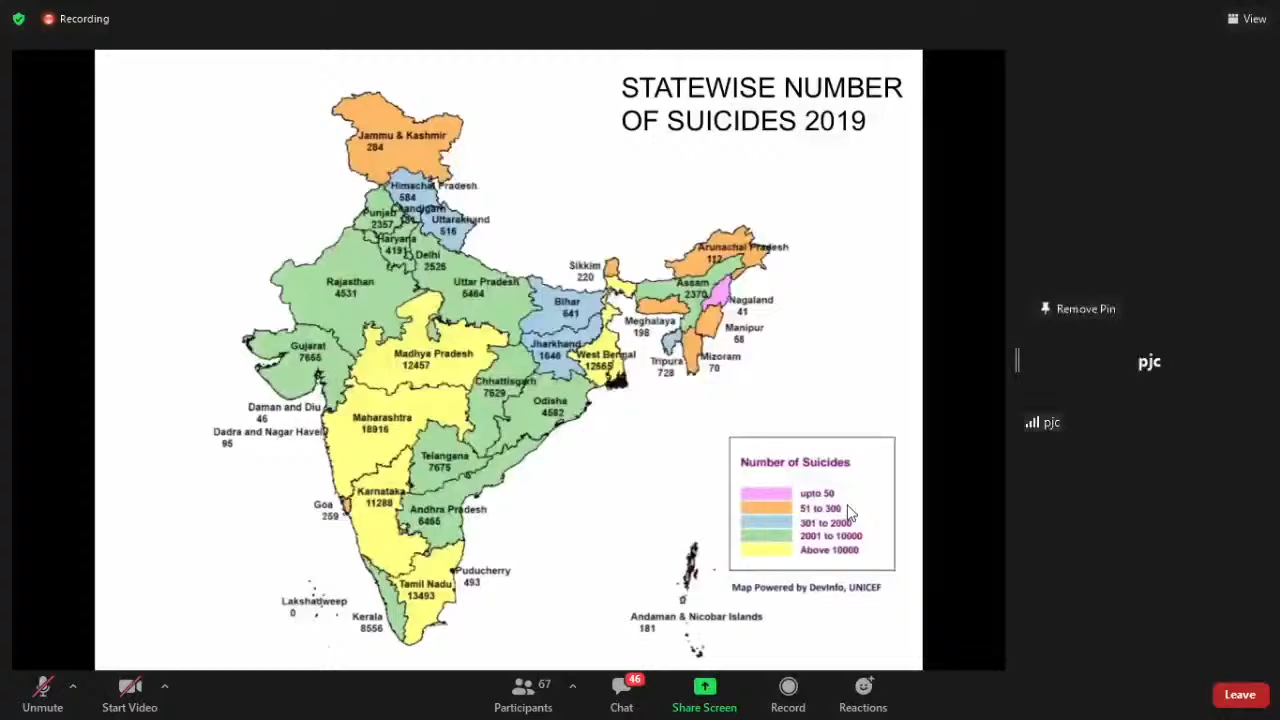 Recording
View
STATEWISE NUMBER
OF SUICIDES 2019
Jammu & Kashmir
284
Himachal Pradesh
584
Chandigarh
Punjab
2357
Uttarakhand
516
Haryana
4191
Delhi
2526
Rajasthan
4531
Uttar Pradesh
5464
Sikkim
220
Arunachal Pradesh
112
Assam
2370
Bihar
641
Nagaland
41
Meghalaya
198
Manipur
58
Gujarat
7655
Madhya Pradesh
12457
Jharkhand
1646
West Bengal
12665
Tripura
728
Mizoram
70
Chhattisgarh
7629
Daman and Diu
46
Odisha
4582
Maharashtra
18916
Dadra and Nagar Haveli
95
Telangana
7675
Karnataka
11288
Goa
259
Andhra Pradesh
6465
Puducherry
493
Tamil Nadu
13493
Lakshadweep
0
Kerala
8556
Andaman & Nicobar Islands
181
Number of Suicides
upto 50
51 to 300
301 to 2000
2001 to 10000
Above 10000
Map Powered by DevInfo, UNICEF
Remove Pin
pjc
pjc
Unmute
Start Video
67
Participants
46
Chat
Share Screen
Record
Reactions
Leave